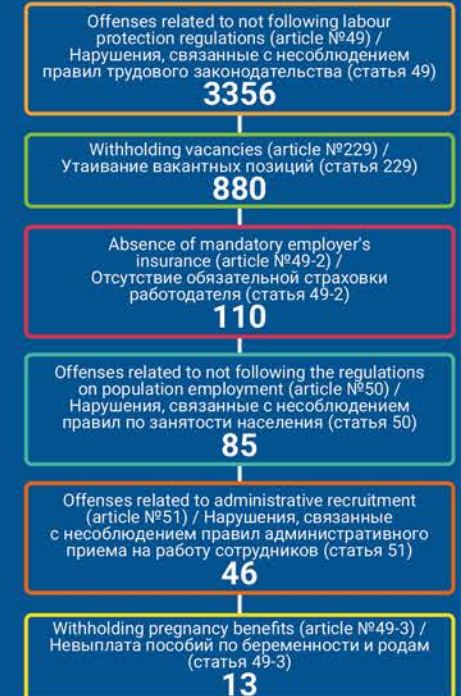 Offenses related to not following labour
protection regulations (article №49) /
Нарушения, связанные с несоблюдением
правил трудового законодательства (статья 49)
3356
Withholding vacancies (article №229) /
Утаивание вакантных позиций (статья 229)
880
Absence of mandatory employer's
insurance (article №49-2) /
Отсутствие обязательной страховки
работодателя (статья 49-2)
110
Offenses related to not following the regulations
on population employment (article №50) /
Нарушения, связанные с несоблюдением
правил по занятости населения (статья 50)
85
Offenses related to administrative recruitment
(article №51) / Нарушения, связанные
с несоблюдением правил административного
приема на работу сотрудников (статья 51)
46
Withholding pregnancy benefits (article №49-3) /
Невыплата пособий по беременности и родам
(статья 49-3)
13